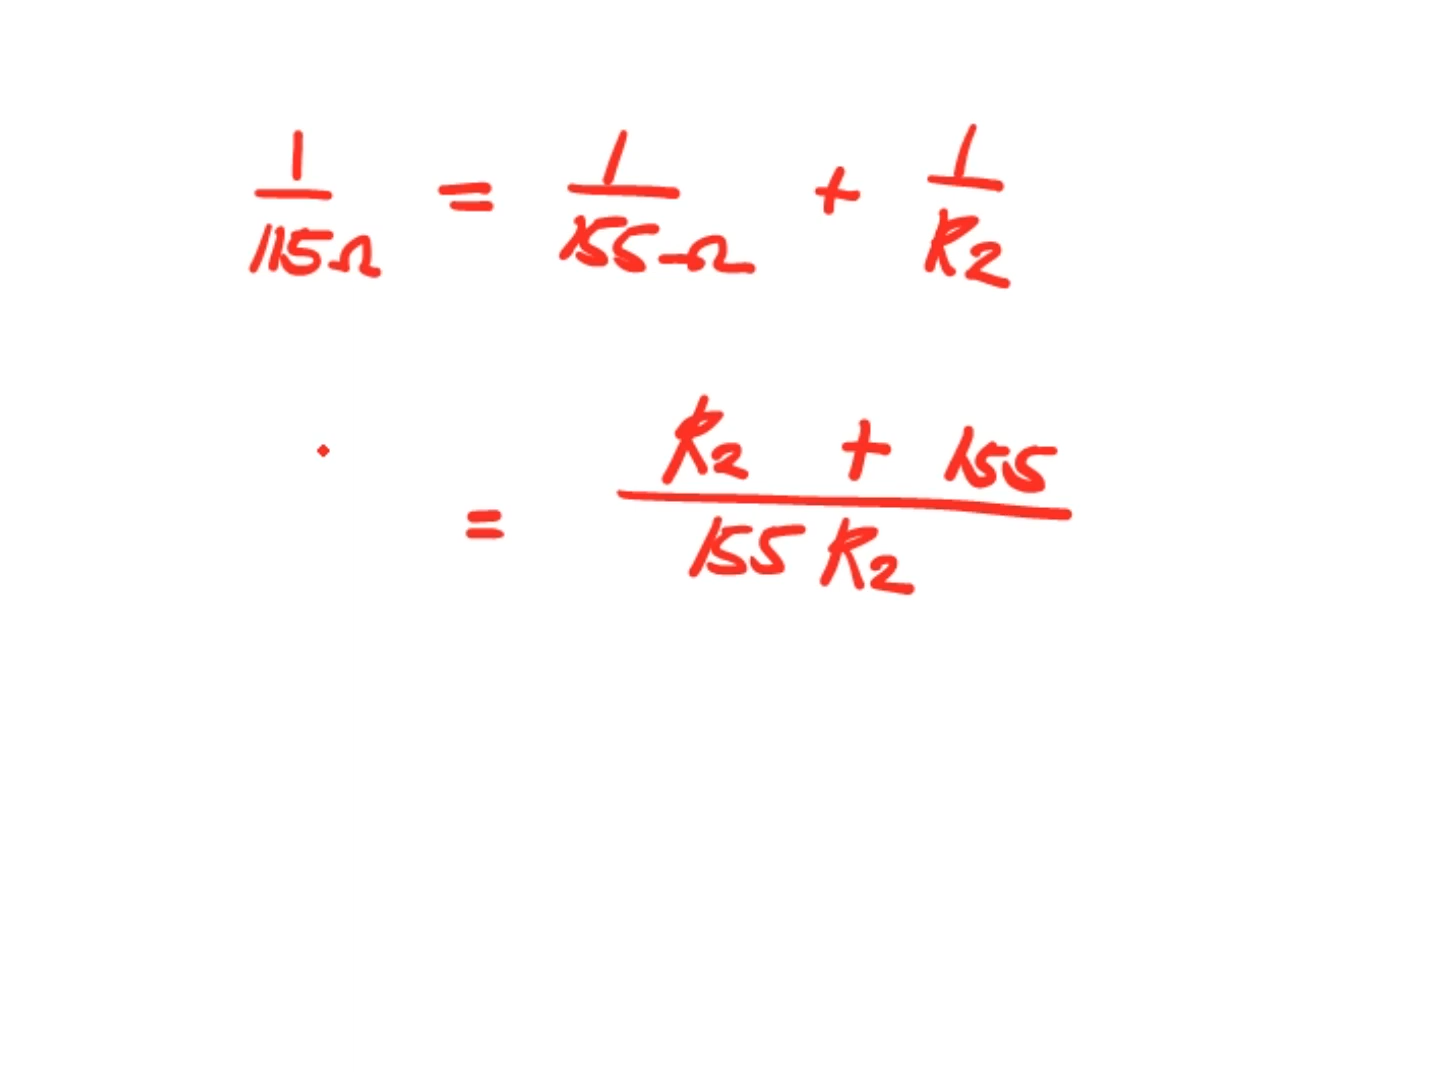 1/115Ω = 1/155Ω + 1/R₂
= (R₂ + 155)/(155 R₂)